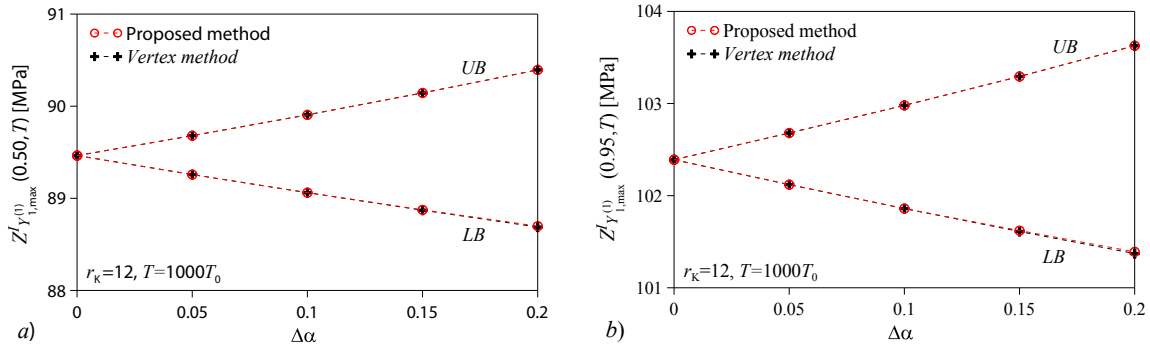 91
90
89
88
Z^I_{Y^{(1)}_{1,max}} (0.50, T) [MPa]
Proposed method
Vertex method
UB
LB
r_K=12, T=1000T_0
0 0.05 0.1 0.15 0.2
Δα
a)
104
103
102
101
Z^I_{Y^{(1)}_{1,max}} (0.95, T) [MPa]
Proposed method
Vertex method
UB
LB
r_K=12, T=1000T_0
0 0.05 0.1 0.15 0.2
Δα
b)